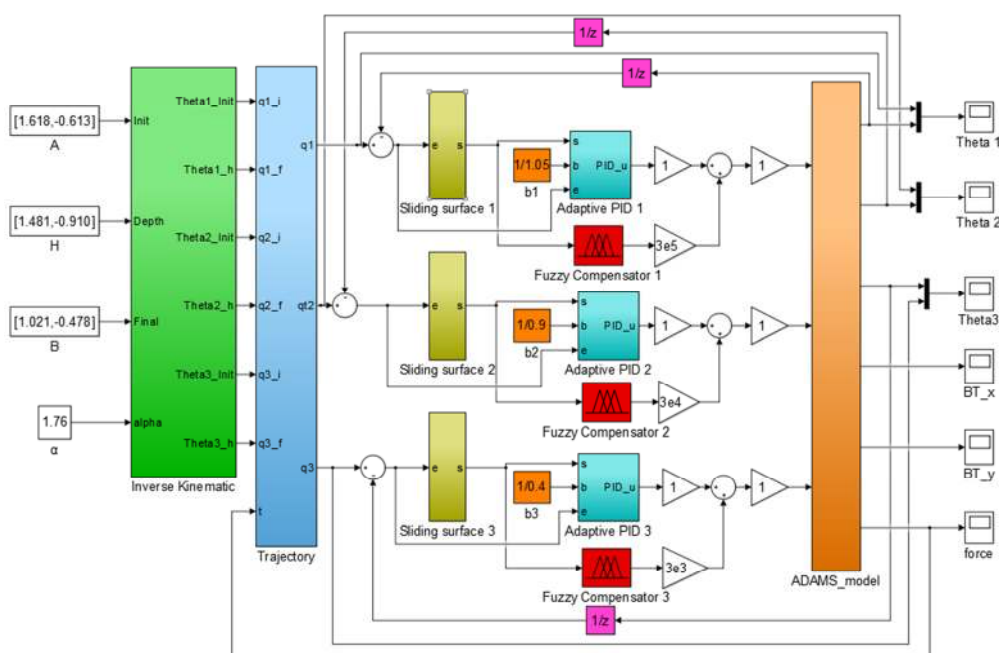 1/z
1/z
[1.618,-0.613]
A
Init
Theta1_Init
q1_i
q1
e
s
1/1.05
b1
s
b
e
PID_u
1
1
Theta 1
Sliding surface 1
Adaptive PID 1
Theta1_h
q1_f
[1.481,-0.910]
H
Depth
Theta2_Init
q2_i
Fuzzy Compensator 1
3e5
Theta 2
Theta2_h
q2_f
qt2
e
s
1/0.9
b2
s
b
e
PID_u
1
1
Theta3
[1.021,-0.478]
B
Final
Sliding surface 2
Adaptive PID 2
Theta3_Init
q3_i
Fuzzy Compensator 2
3e4
BT_x
1.76
α
alpha
Theta3_h
q3_f
q3
e
s
1/0.4
b3
s
b
e
PID_u
1
1
BT_y
Inverse Kinematic
t
Trajectory
Sliding surface 3
Adaptive PID 3
Fuzzy Compensator 3
3e3
ADAMS_model
force
1/z